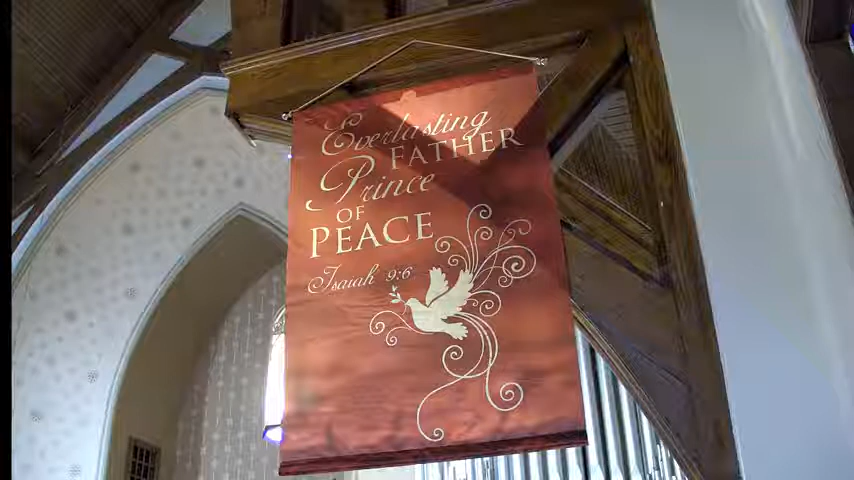 Everlasting
FATHER
Prince
OF
PEACE
Isaiah 9:6